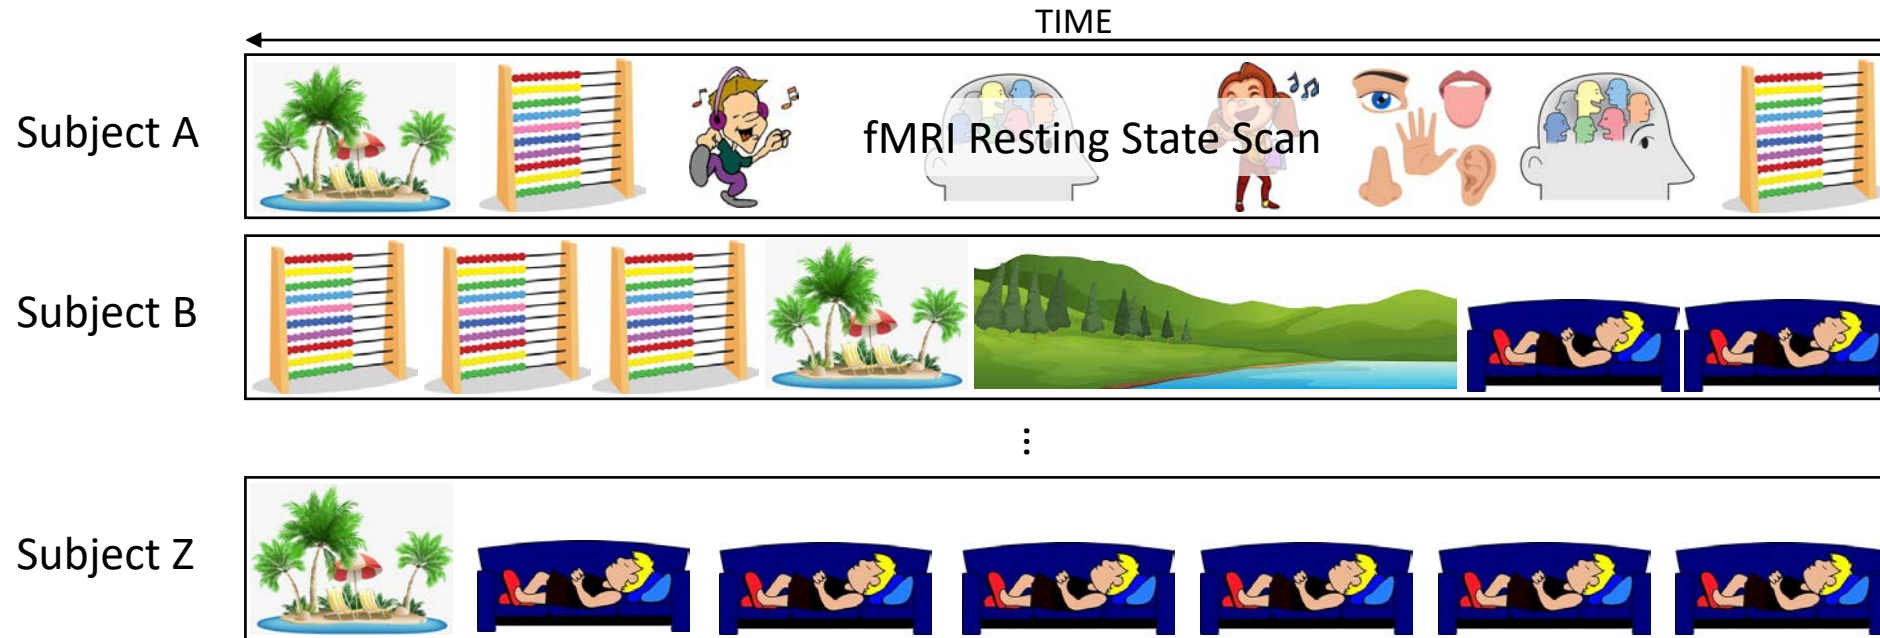 TIME
Subject A
fMRI Resting State Scan
Subject B
⋮
Subject Z